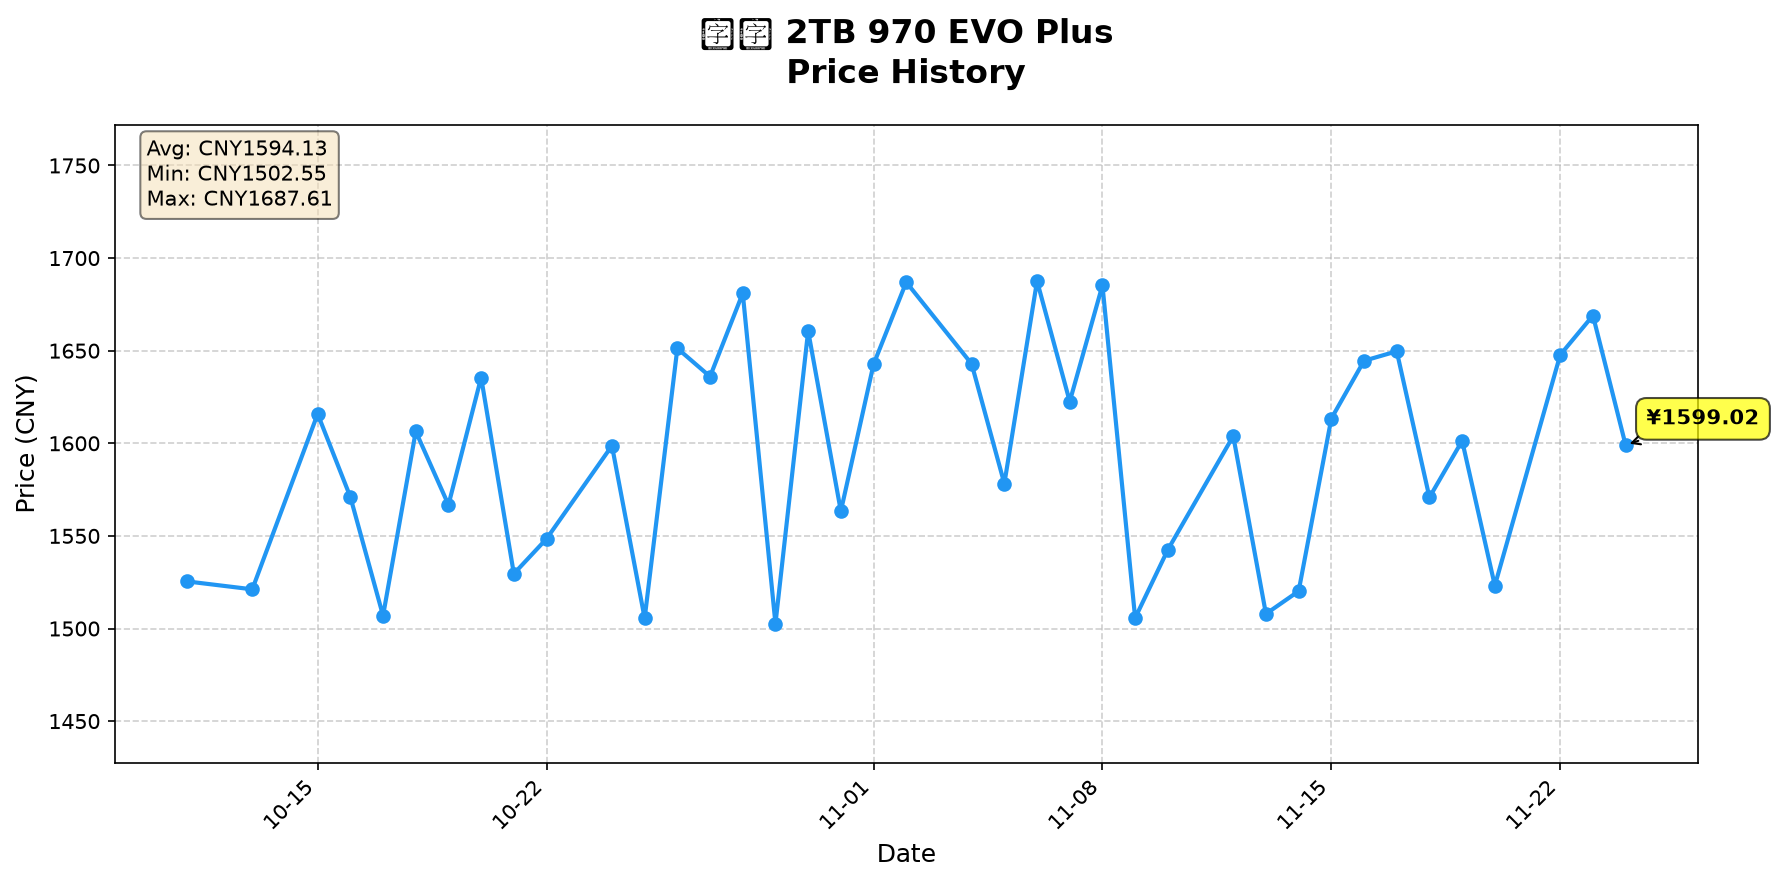 2TB 970 EVO Plus
Price History
Avg: CNY1594.13
Min: CNY1502.55
Max: CNY1687.61
¥1599.02
Price (CNY)
1750
1700
1650
1600
1550
1500
1450
10-15
10-22
11-01
11-08
11-15
11-22
Date